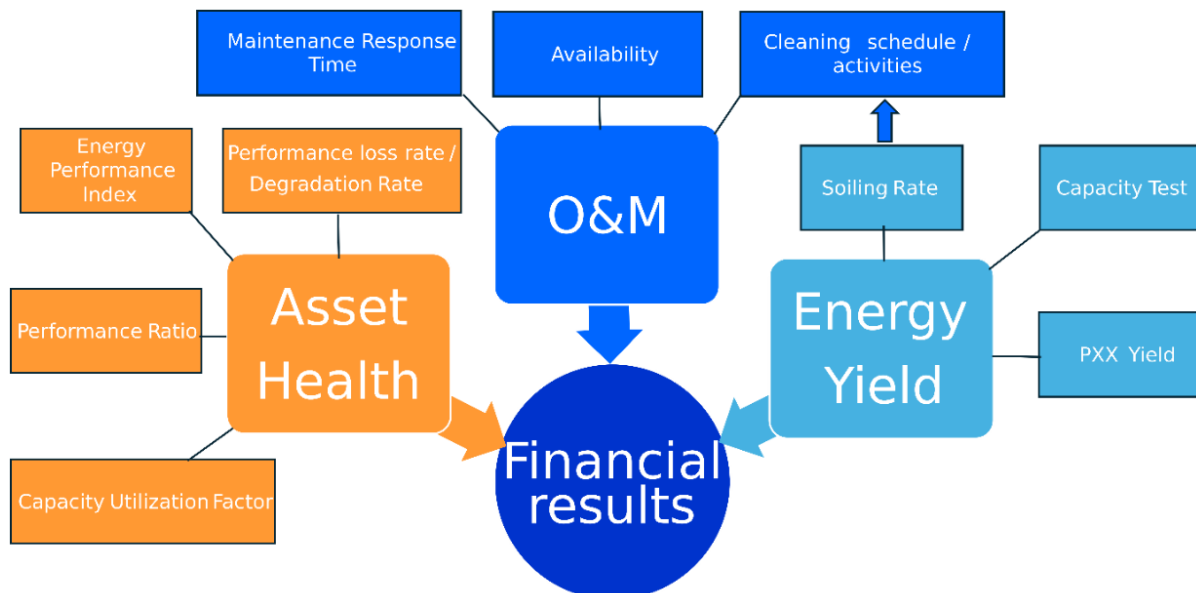 Maintenance Response
Time
Availability
Cleaning schedule /
activities
Energy
Performance
Index
Performance loss rate /
Degradation Rate
O&M
Soiling Rate
Capacity Test
Asset
Health
Energy
Yield
Performance Ratio
PXX Yield
Capacity Utilization Factor
Financial
results